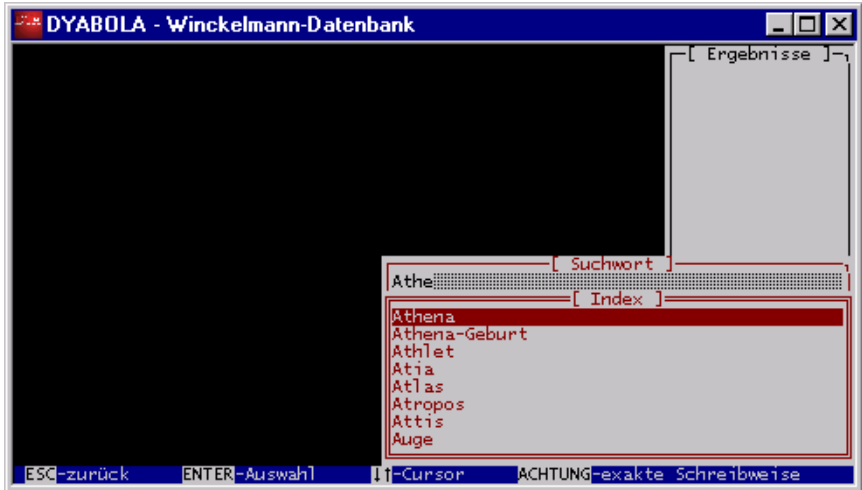 DYABOLA - Winckelmann-Datenbank
[ Ergebnisse ]
[ Suchwort ]
Athe
[ Index ]
Athena
Athena-Geburt
Athlet
Atia
Atlas
Atropos
Attis
Auge
ESC-zurück ENTER-Auswahl ↓↑-Cursor ACHTUNG-exakte Schreibweise